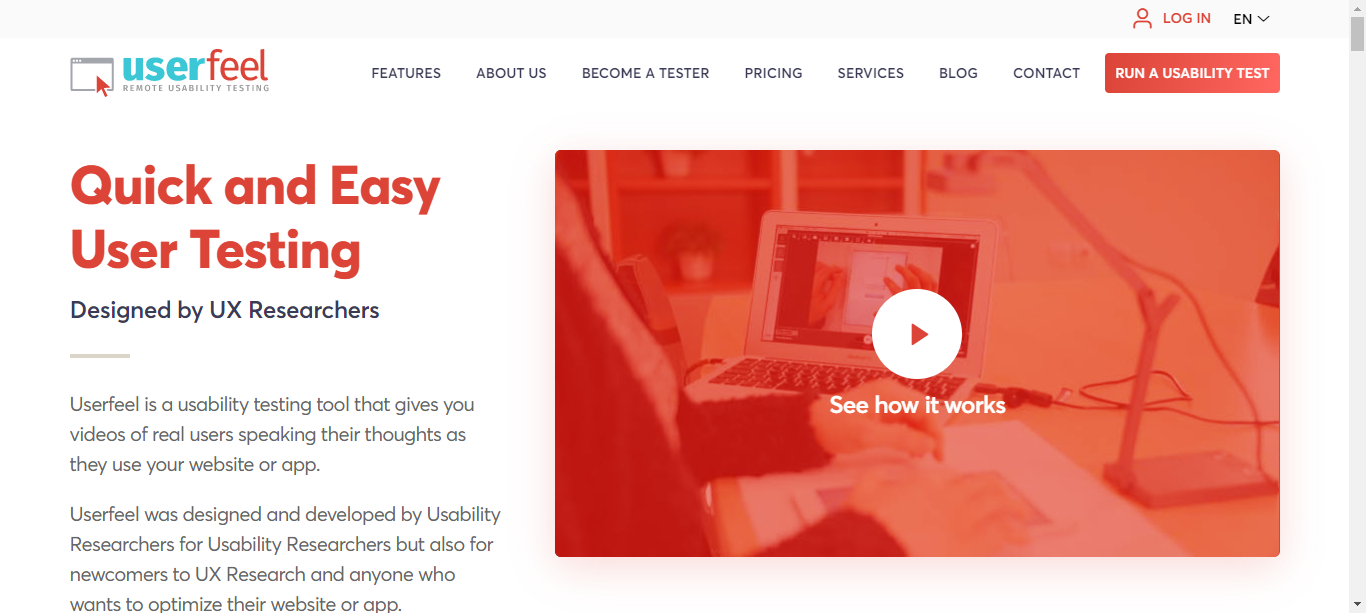 LOG IN EN
userfeel
REMOTE USABILITY TESTING
FEATURES ABOUT US BECOME A TESTER PRICING SERVICES BLOG CONTACT RUN A USABILITY TEST
Quick and Easy
User Testing
Designed by UX Researchers
Userfeel is a usability testing tool that gives you
videos of real users speaking their thoughts as
they use your website or app.
Userfeel was designed and developed by Usability
Researchers for Usability Researchers but also for
newcomers to UX Research and anyone who
wants to optimize their website or app.
See how it works